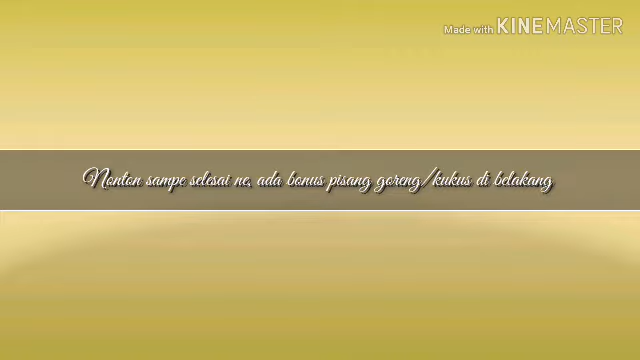 Made with KINEMASTER
Nonton sampe selesai ne, ada bonus pisang goreng/kukus di belakang